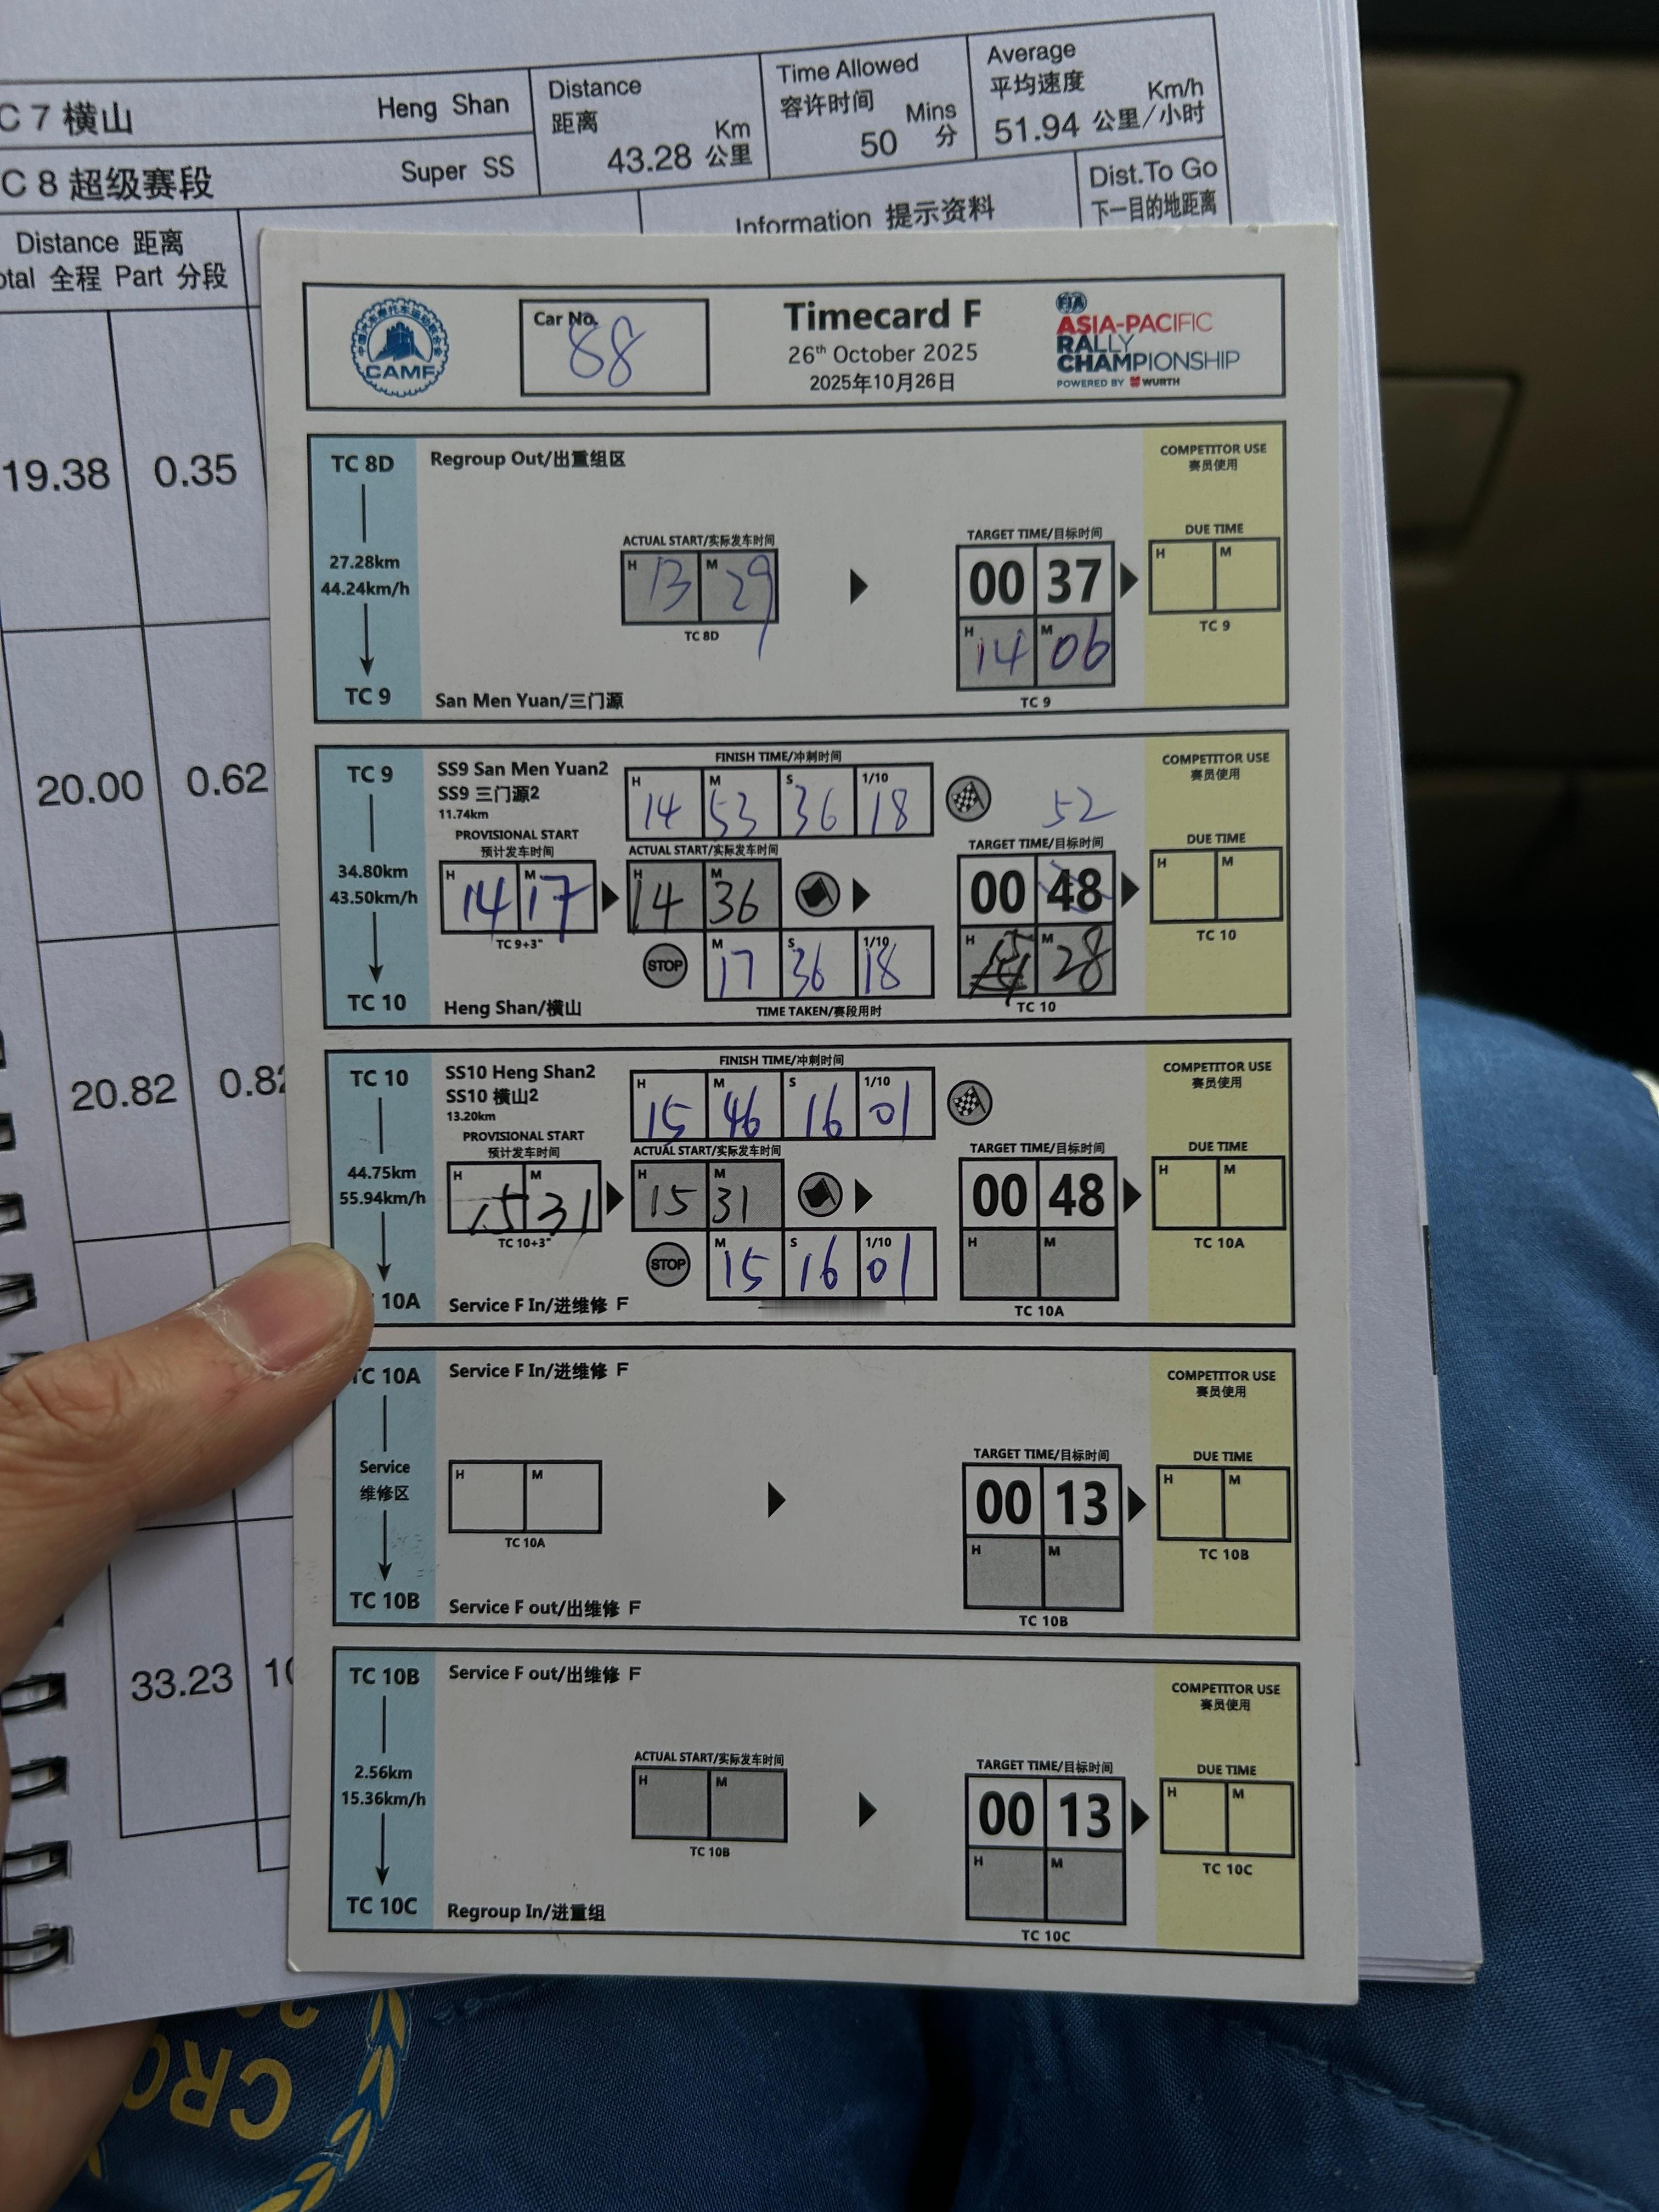 C 7 横山 Heng Shan
C 8 超级赛段 Super SS
Distance 距离 43.28 Km 公里
Time Allowed 容许时间 50 Mins 分
Average 平均速度 51.94 Km/h 公里/小时
Distance 距离
otal 全程 Part 分段
Information 提示资料
Dist.To Go
下一目的地距离
19.38 0.35
20.00 0.62
20.82 0.82
33.23 10
中国汽车摩托车运动联合会
CAMF
Car No. 88
Timecard F
26th October 2025
2025年10月26日
FIA
ASIA-PACIFIC
RALLY
CHAMPIONSHIP
POWERED BY WURTH
TC 8D
27.28km
44.24km/h
TC 9
Regroup Out/出重组区
ACTUAL START/实际发车时间
H 13 M 29
TC 8D
TARGET TIME/目标时间
00 37
H 14 M 06
TC 9
COMPETITOR USE
赛员使用
DUE TIME
H M
TC 9
San Men Yuan/三门源
TC 9
34.80km
43.50km/h
TC 10
SS9 San Men Yuan2
SS9 三门源2
11.74km
FINISH TIME/冲刺时间
H 14 M 53 S 36 1/10 18
PROVISIONAL START
预计发车时间
H 14 M 17
TC 9+3"
ACTUAL START/实际发车时间
H 14 M 36
STOP
M 17 S 36 1/10 18
TIME TAKEN/赛段用时
52
TARGET TIME/目标时间
00 48
H 15 M 28
TC 10
COMPETITOR USE
赛员使用
DUE TIME
H M
TC 10
Heng Shan/横山
TC 10
44.75km
55.94km/h
10A
SS10 Heng Shan2
SS10 横山2
13.20km
FINISH TIME/冲刺时间
H 15 M 46 S 16 1/10 01
PROVISIONAL START
预计发车时间
H 15 M 31
TC 10+3"
ACTUAL START/实际发车时间
H 15 M 31
STOP
M 15 S 16 1/10 01
TARGET TIME/目标时间
00 48
H M
TC 10A
COMPETITOR USE
赛员使用
DUE TIME
H M
TC 10A
Service F In/进维修 F
TC 10A
Service
维修区
TC 10B
Service F In/进维修 F
H M
TC 10A
TARGET TIME/目标时间
00 13
H M
TC 10B
COMPETITOR USE
赛员使用
DUE TIME
H M
TC 10B
Service F out/出维修 F
TC 10B
2.56km
15.36km/h
TC 10C
Service F out/出维修 F
ACTUAL START/实际发车时间
H M
TC 10B
TARGET TIME/目标时间
00 13
H M
TC 10C
COMPETITOR USE
赛员使用
DUE TIME
H M
TC 10C
Regroup In/进重组
CRO